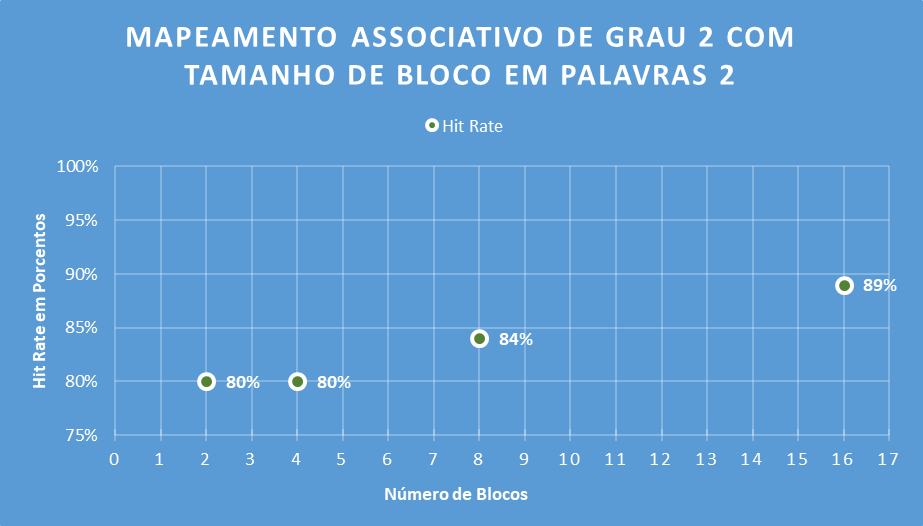 MAPEAMENTO ASSOCIATIVO DE GRAU 2 COM
TAMANHO DE BLOCO EM PALAVRAS 2
Hit Rate
Hit Rate em Porcentos
100%
95%
90%
85%
80%
75%
80%
80%
84%
89%
0 1 2 3 4 5 6 7 8 9 10 11 12 13 14 15 16 17
Número de Blocos